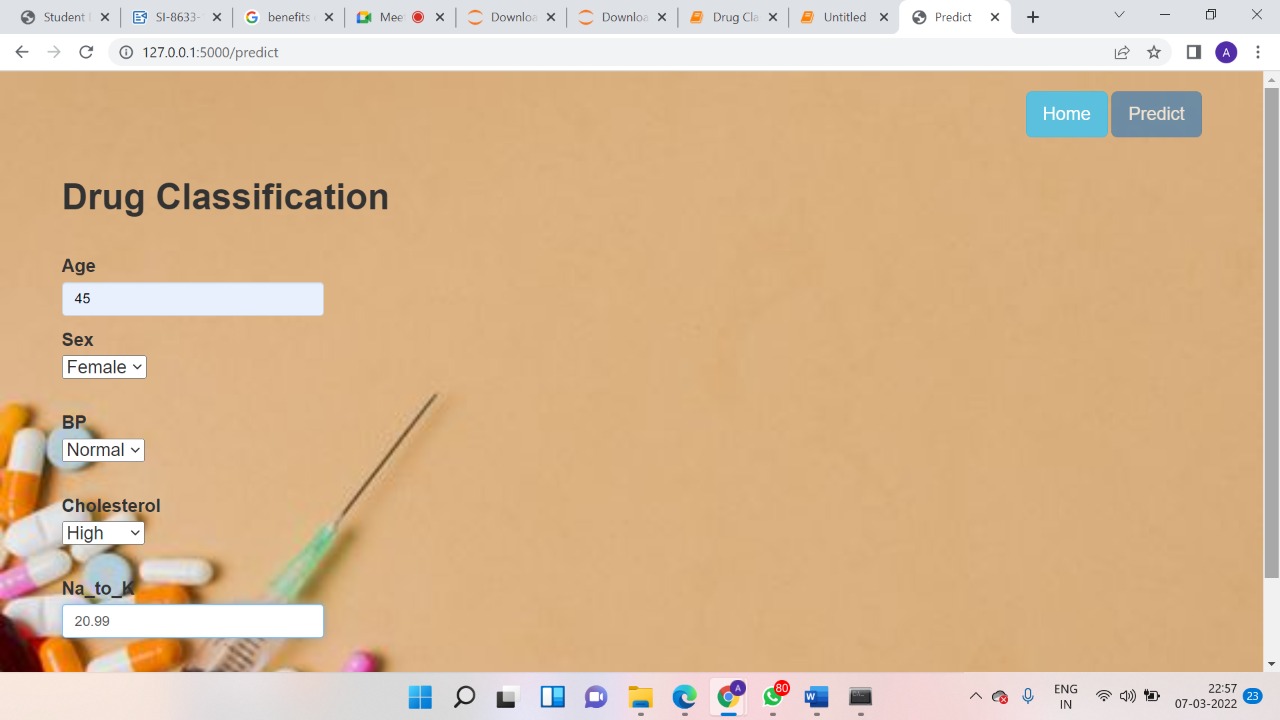 Student
SI-8633-
benefits
Mee
Downloa
Downloa
Drug Cla
Untitled
Predict
127.0.0.1:5000/predict
A
Home
Predict
Drug Classification
Age
45
Sex
Female
BP
Normal
Cholesterol
High
Na_to_K
20.99
A
80
W
ENG
IN
22:57
07-03-2022
23